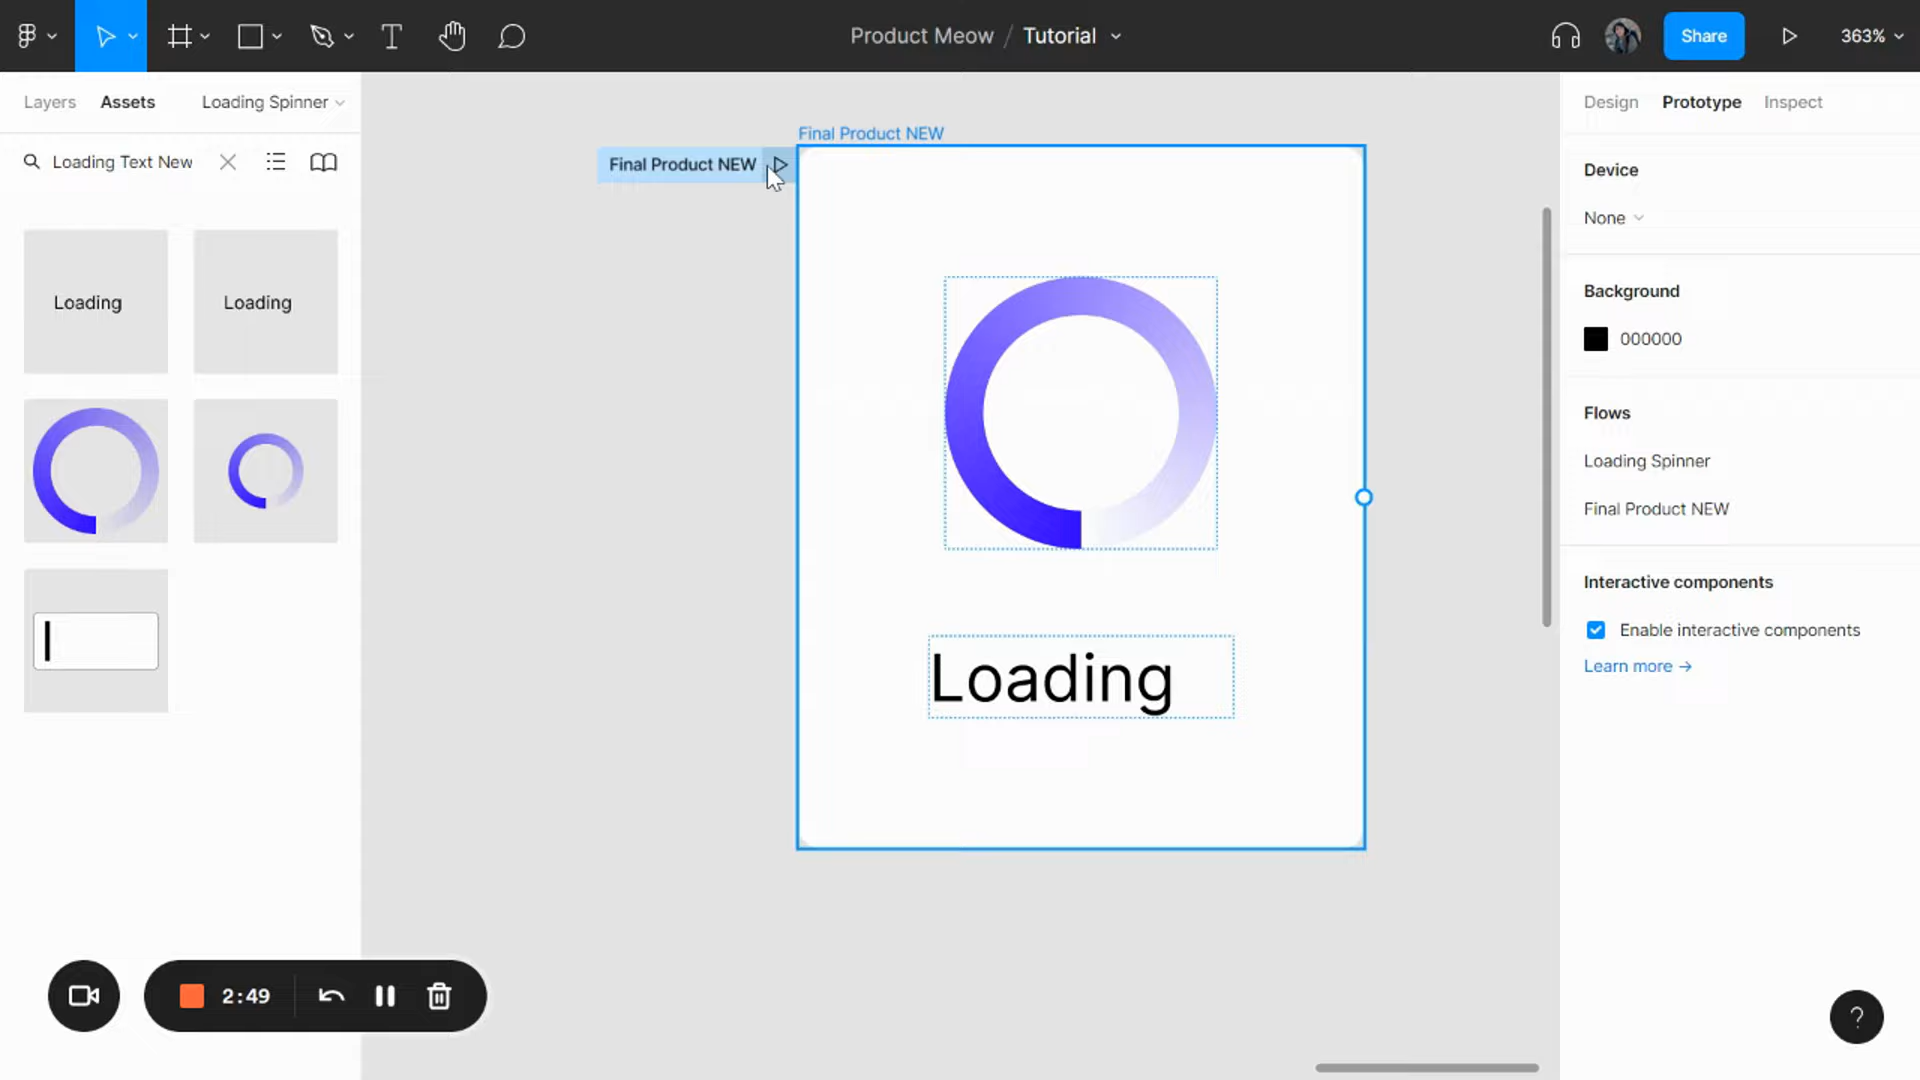 Product Meow / Tutorial
Share
363%
Layers
Assets
Loading Spinner
Loading Text New
Loading
Loading
Final Product NEW
Final Product NEW
Loading
Design
Prototype
Inspect
Device
None
Background
000000
Flows
Loading Spinner
Final Product NEW
Interactive components
Enable interactive components
Learn more →
2:49
?